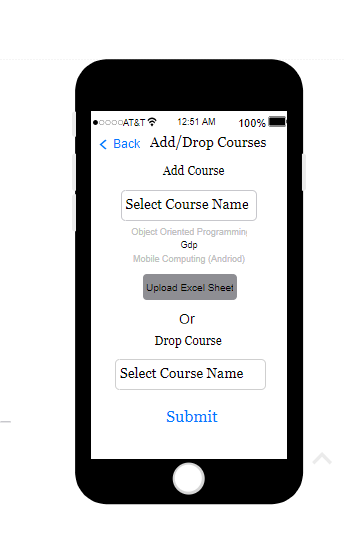 AT&T 12:51 AM 100%
Back Add/Drop Courses
Add Course
Select Course Name
Object Oriented Programming
Gdp
Mobile Computing (Andriod)
Upload Excel Sheet
Or
Drop Course
Select Course Name
Submit